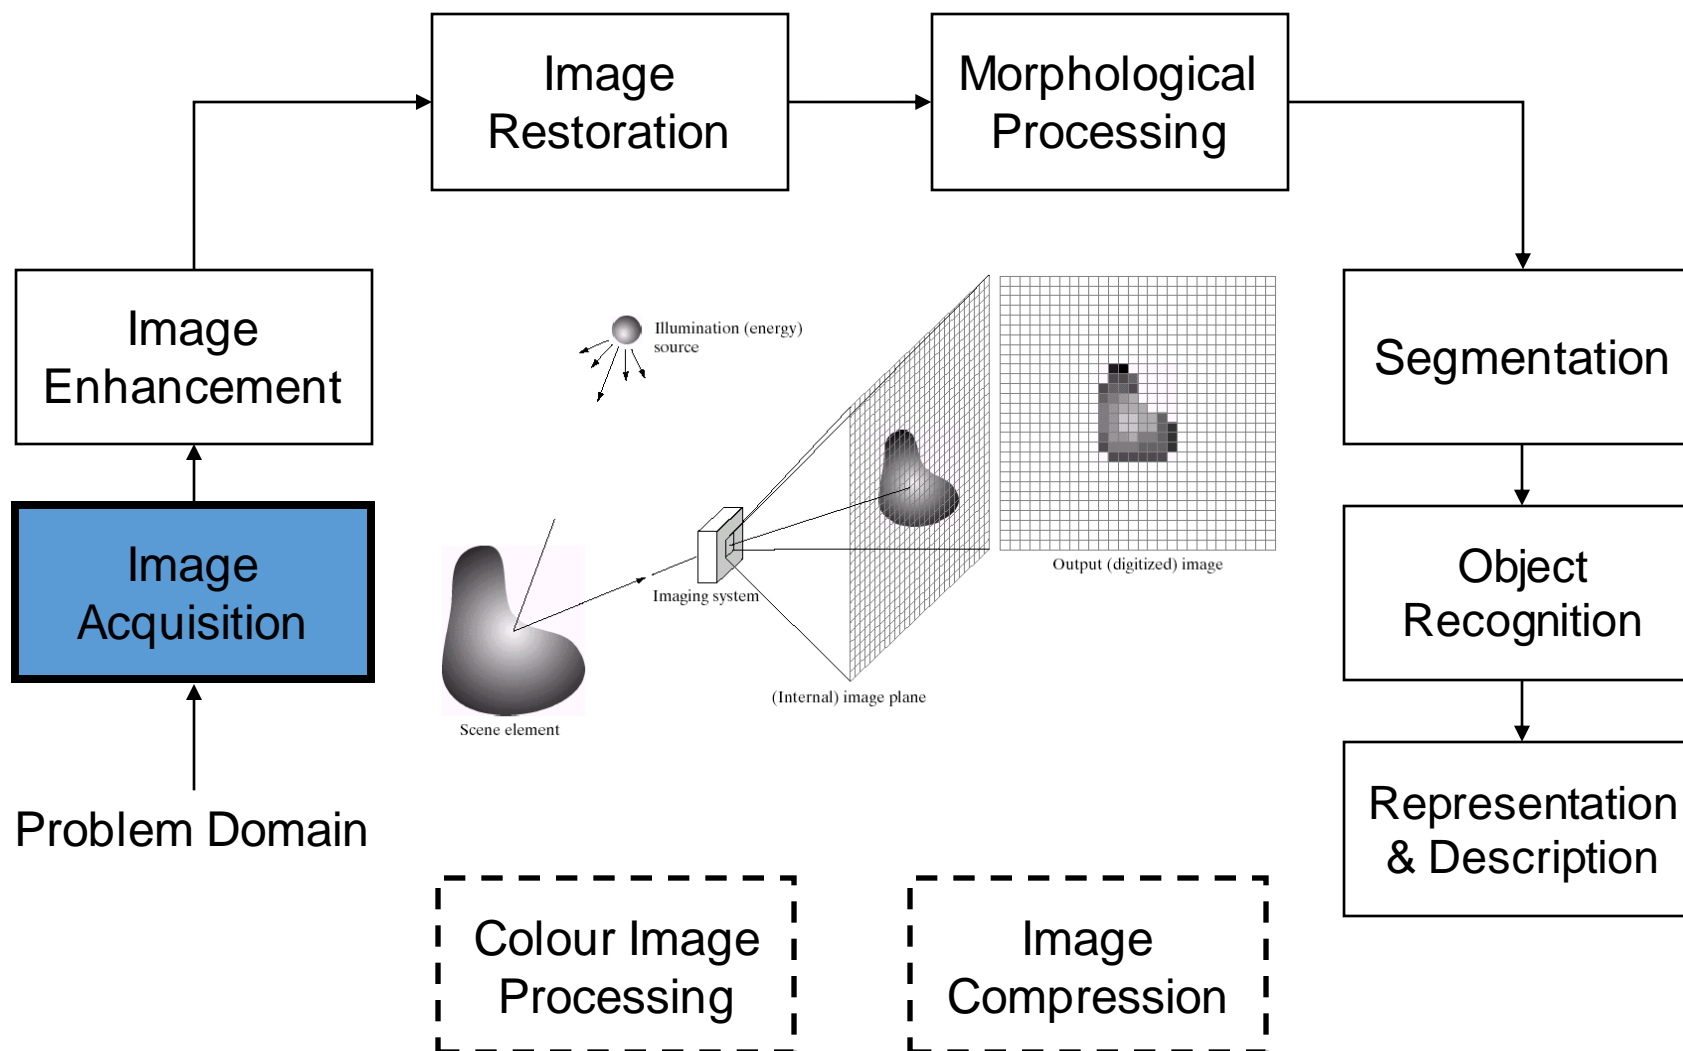 Image
Restoration
Morphological
Processing
Image
Enhancement
Illumination (energy)
source
Segmentation
Image
Acquisition
Imaging system
Output (digitized) image
Object
Recognition
(Internal) image plane
Scene element
Problem Domain
Representation
& Description
Colour Image
Processing
Image
Compression